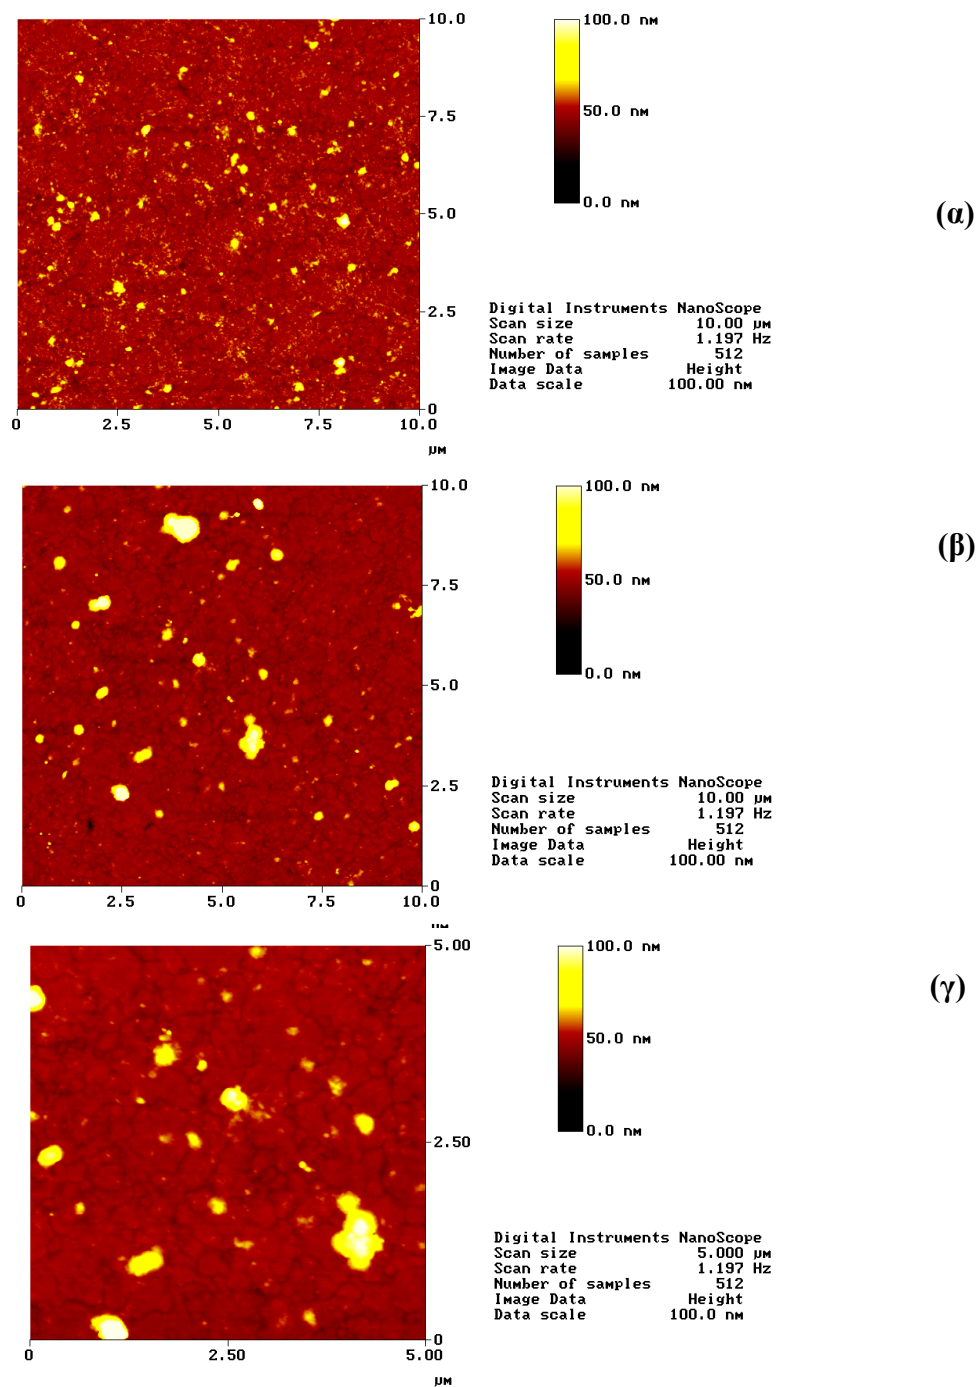 10.0
100.0 nm
7.5
50.0 nm
5.0
0.0 nm
(α)
2.5
Digital Instruments NanoScope
Scan size 10.00 μm
Scan rate 1.197 Hz
Number of samples 512
Image Data Height
Data scale 100.00 nm
0
0 2.5 5.0 7.5 10.0
μm
10.0
100.0 nm
(β)
7.5
50.0 nm
5.0
0.0 nm
2.5
Digital Instruments NanoScope
Scan size 10.00 μm
Scan rate 1.197 Hz
Number of samples 512
Image Data Height
Data scale 100.00 nm
0
0 2.5 5.0 7.5 10.0
5.00
100.0 nm
(γ)
50.0 nm
2.50
0.0 nm
Digital Instruments NanoScope
Scan size 5.000 μm
Scan rate 1.197 Hz
Number of samples 512
Image Data Height
Data scale 100.0 nm
0
0 2.50 5.00
μm